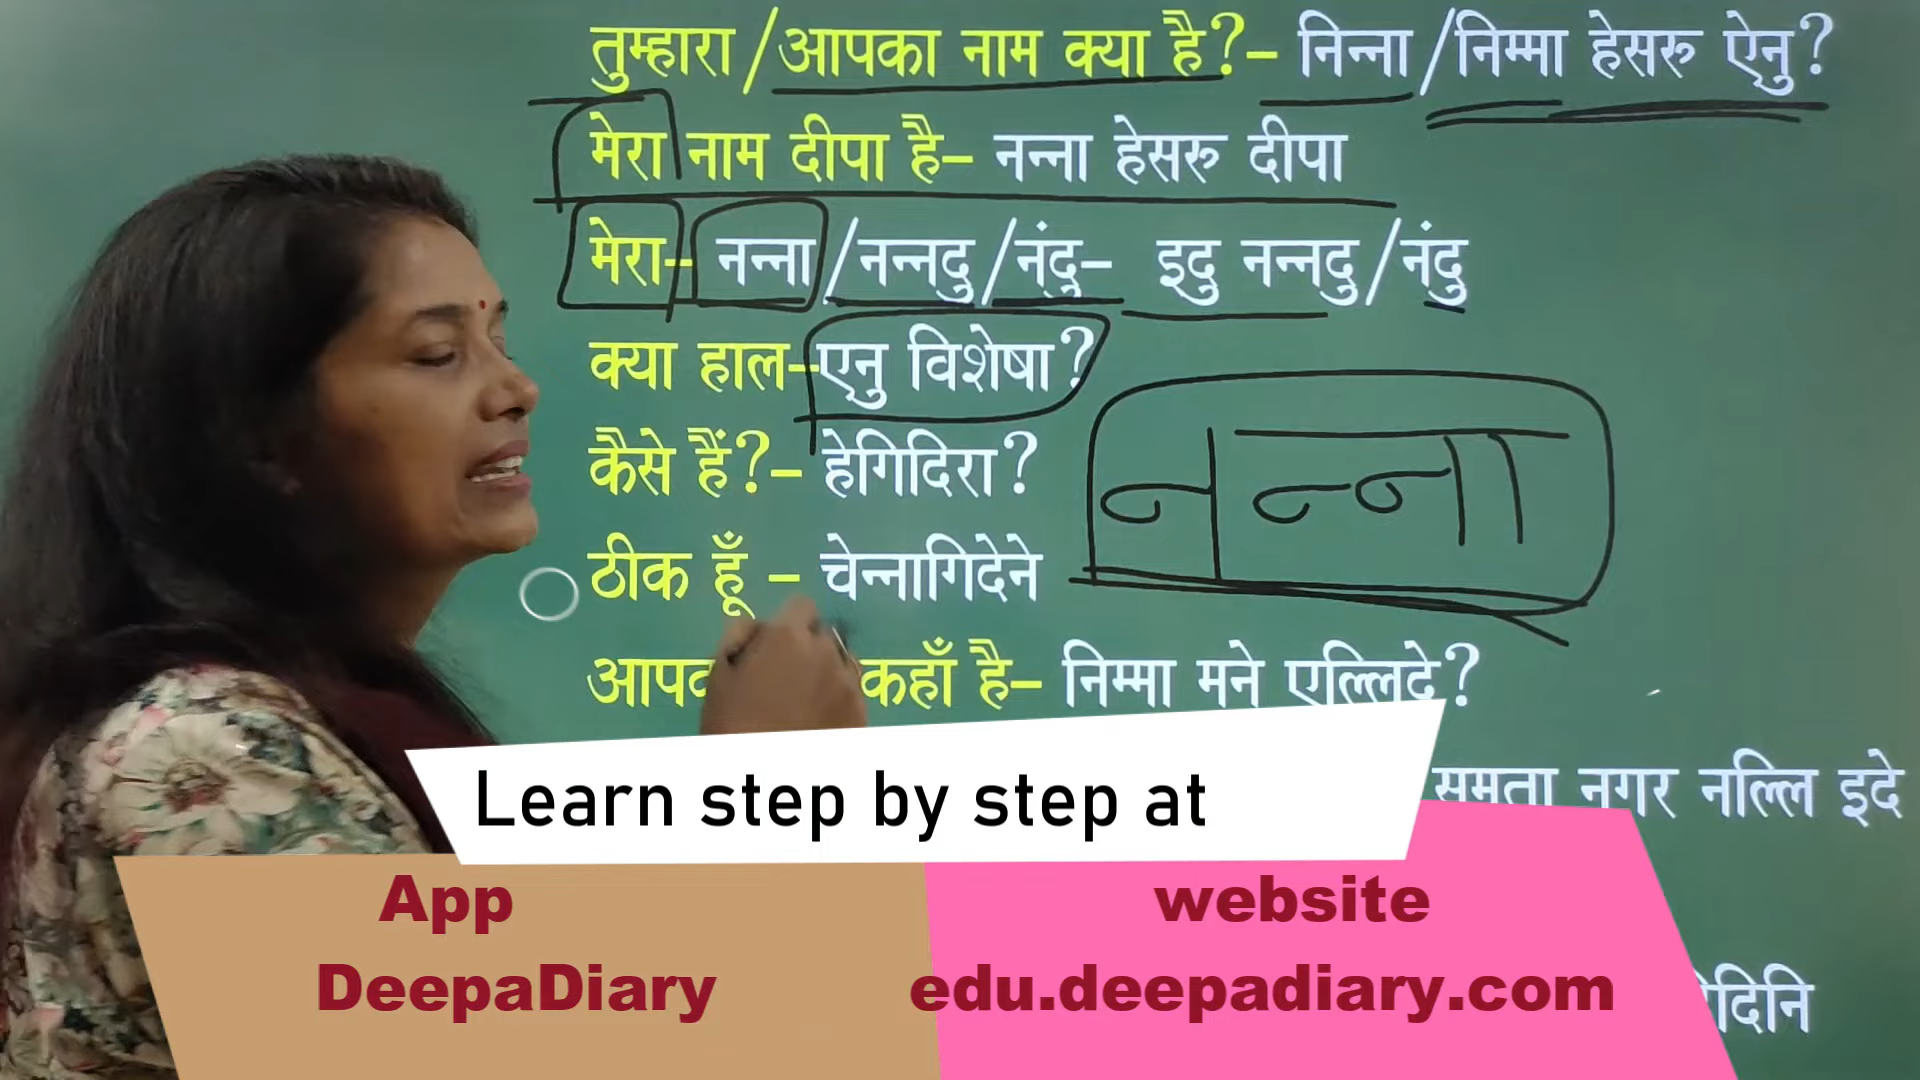 तुम्हारा/आपका नाम क्या है?– निन्ना/निम्मा हेसरु ऐनु?
मेरा नाम दीपा है– नन्ना हेसरु दीपा
मेरा– नन्ना/नन्नदु/नंदु– इदु नन्नदु/नंदु
क्या हाल–एनु विशेषा?
कैसे हैं?– हेगिदिरा?
नन्ना
ठीक हूँ – चेन्नागिदेने
कहाँ है– निम्मा मने एल्लिदे?
समता नगर नल्लि इदे
Learn step by step at
App
DeepaDiary
website
edu.deepadiary.com